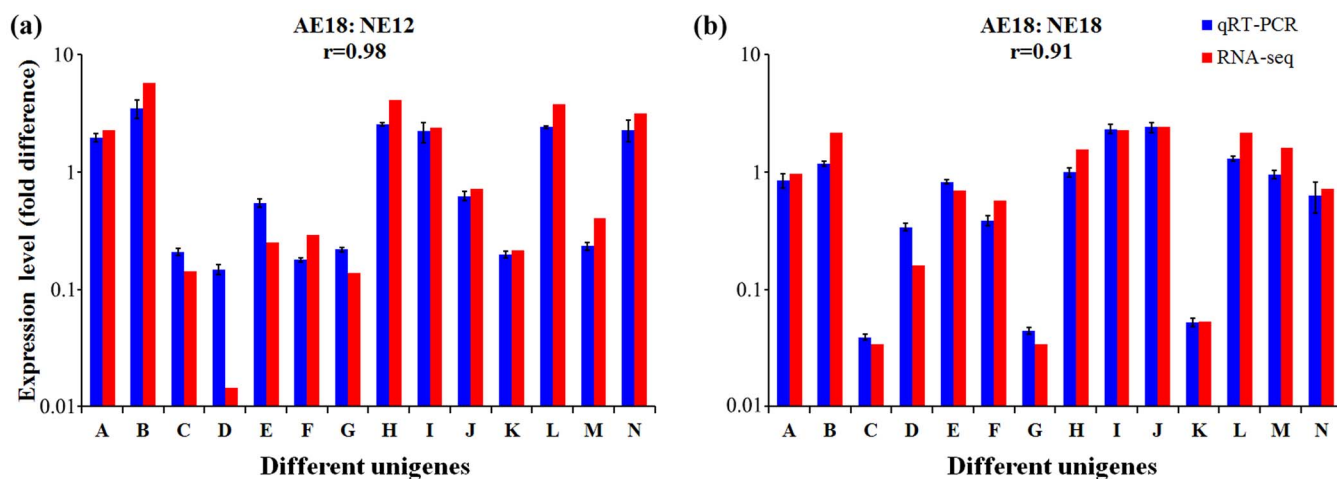 (a)
AE18: NE12
r=0.98
Expression level (fold difference)
10
1
0.1
0.01
A B C D E F G H I J K L M N
Different unigenes
(b)
AE18: NE18
r=0.91
qRT-PCR
RNA-seq
10
1
0.1
0.01
A B C D E F G H I J K L M N
Different unigenes